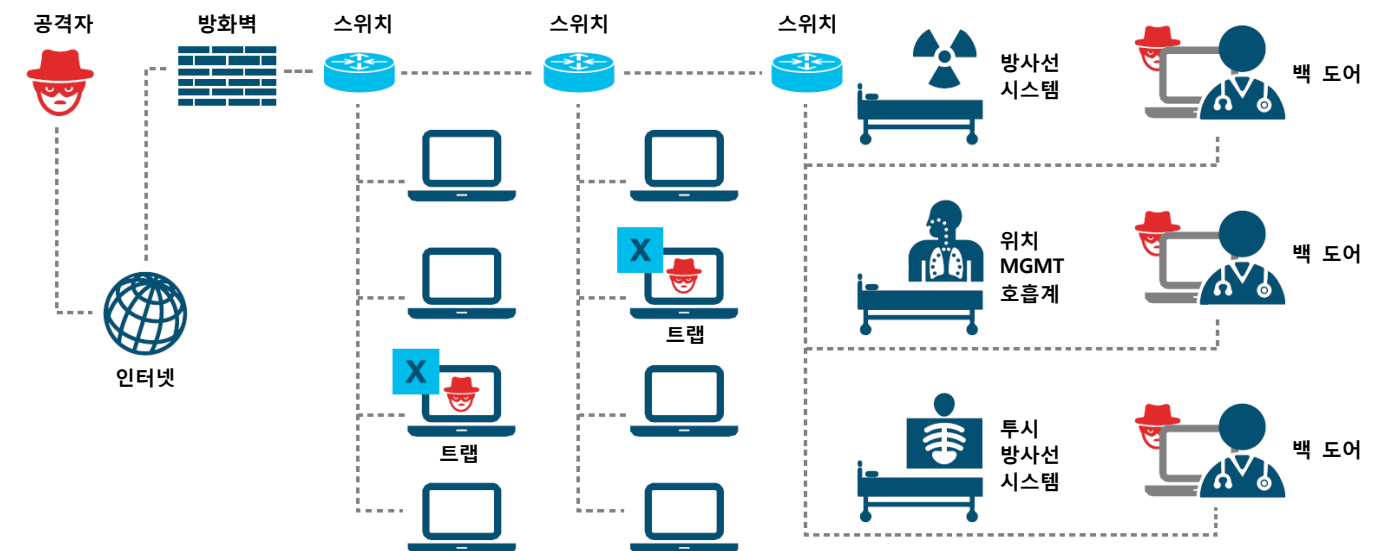 공격자
방화벽
스위치
스위치
스위치
방사선
시스템
백 도어
위치
MGMT
호흡계
백 도어
X
트랩
인터넷
X
트랩
투시
방사선
시스템
백 도어